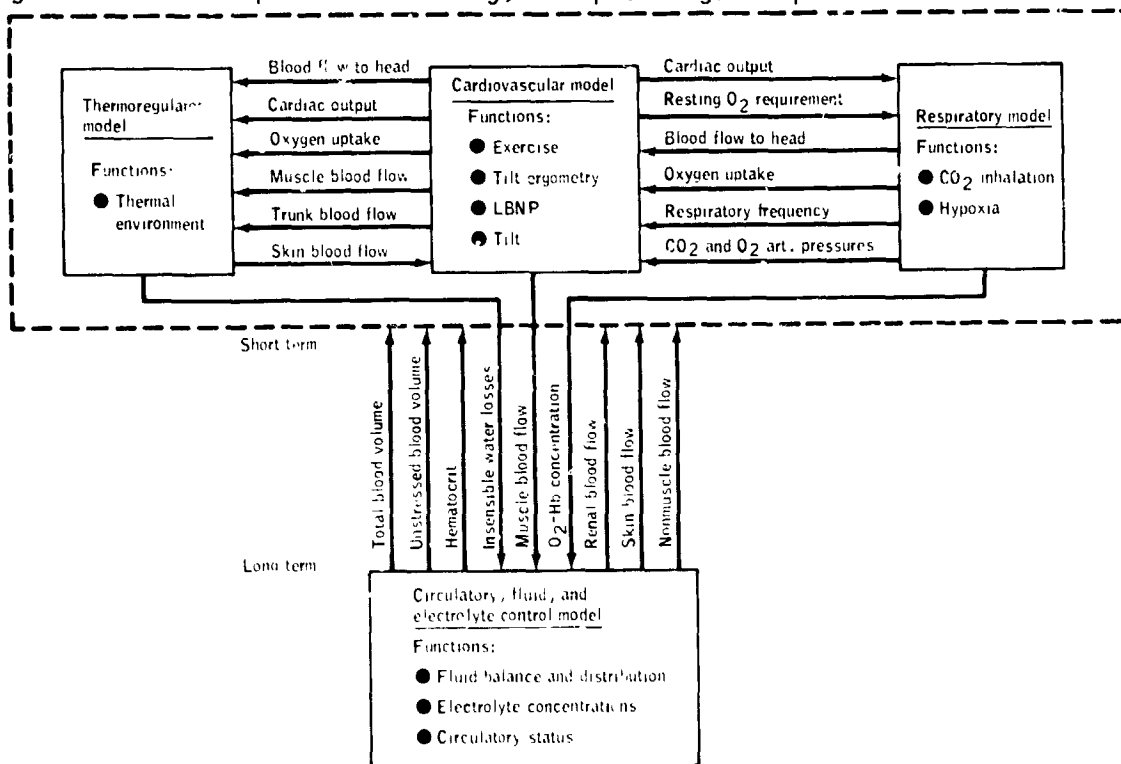 Thermoregulator
model
Functions:
● Thermal
environment
Blood flow to head
Cardiac output
Oxygen uptake
Muscle blood flow
Trunk blood flow
Skin blood flow
Cardiovascular model
Functions:
● Exercise
● Tilt ergometry
● LBNP
● Tilt
Cardiac output
Resting O2 requirement
Blood flow to head
Oxygen uptake
Respiratory frequency
CO2 and O2 art. pressures
Respiratory model
Functions:
● CO2 inhalation
● Hypoxia
Short term
Total blood volume
Unstressed blood volume
Hematocrit
Insensible water losses
Muscle blood flow
O2-Hb concentration
Renal blood flow
Skin blood flow
Nonmuscle blood flow
Long term
Circulatory, fluid, and
electrolyte control model
Functions:
● Fluid balance and distribution
● Electrolyte concentrations
● Circulatory status